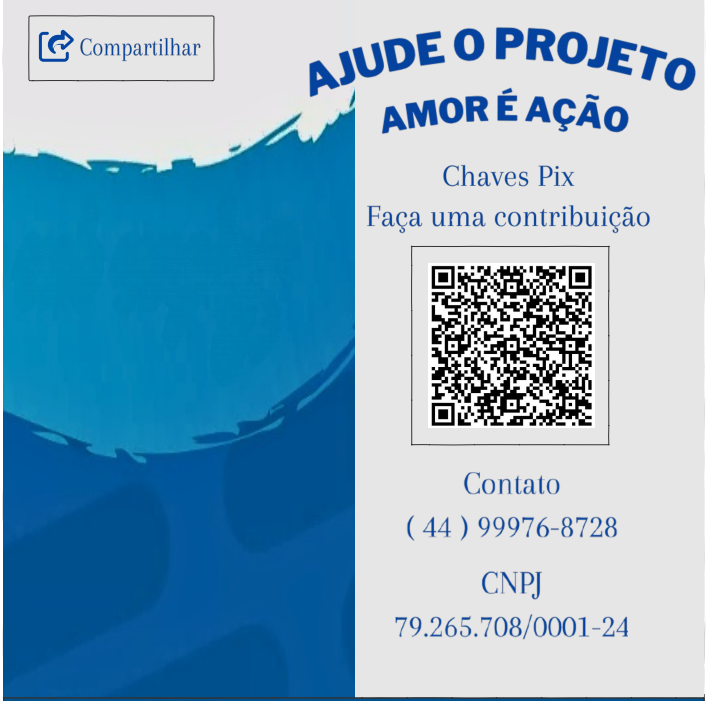 Compartilhar
AJUDE O PROJETO
AMOR É AÇÃO
Chaves Pix
Faça uma contribuição
Contato
( 44 ) 99976-8728
CNPJ
79.265.708/0001-24